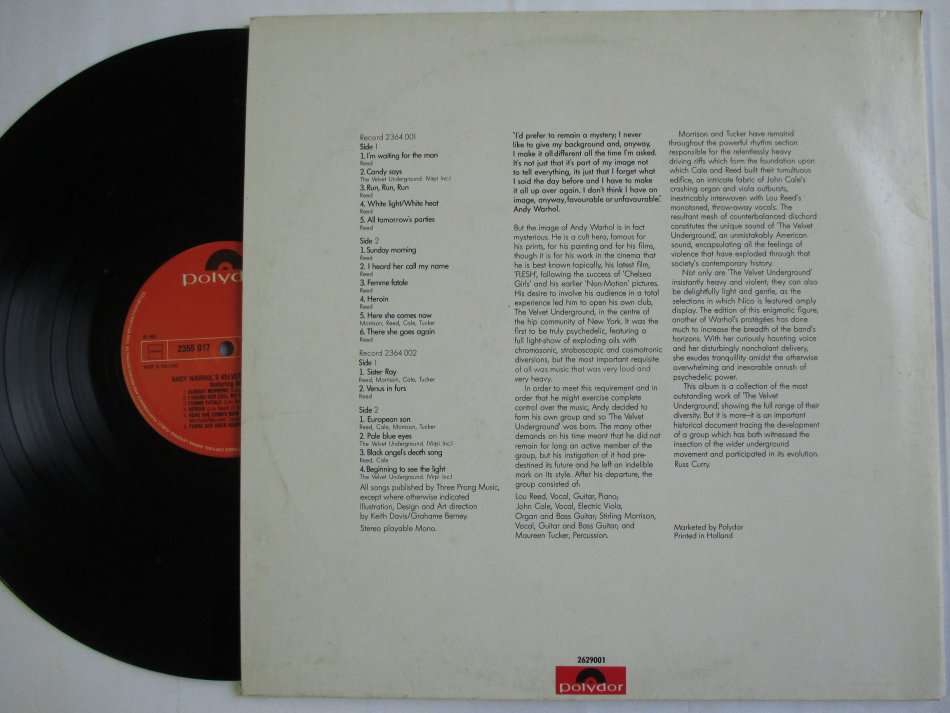 Polydor
2355 017
ANDY WARHOL'S VELVET
Record 2364 001
Side 1
1. I'm waiting for the man
Reed
2. Candy says
The Velvet Underground. (Virpi Inc.)
3. Run, Run, Run
Reed
4. White light/White heat
Reed
5. All tomorrow's parties
Reed
Side 2
1. Sunday morning
Reed
2. I heard her call my name
Reed
3. Femme fatale
Reed
4. Heroin
Reed
5. Here she comes now
Morrison, Reed, Cale, Tucker
6. There she goes again
Reed
Record 2364 002
Side 1
1. Sister Ray
Reed, Morrison, Cale, Tucker
2. Venus in furs
Reed
Side 2
1. European son
Reed, Cale, Morrison, Tucker
2. Pale blue eyes
The Velvet Underground. (Virpi Inc.)
3. Black angel's death song
Reed, Cale
4. Beginning to see the light
The Velvet Underground. (Virpi Inc.)
All songs published by Three Prong Music,
except where otherwise indicated
Illustration, Design and Art direction
by Keith Davis/Grahame Berney.
Stereo playable Mono.
"I'd prefer to remain a mystery; I never
like to give my background and, anyway,
I make it all different all the time I'm asked.
It's not just that it's part of my image not
to tell everything, its just that I forget what
I said the day before and I have to make
it all up over again. I don't think I have an
image, anyway, favourable or unfavourable."
Andy Warhol.
But the image of Andy Warhol is in fact
mysterious. He is a cult hero, famous for
his prints, for his painting and for his film,
though it is for his work in the cinema that
he is best known topically, his latest film,
'FLESH', following the success of 'Chelsea
Girls' and his earlier 'Non-Motion' pictures.
His desire to involve his audience in a total
experience led him to open his own club,
The Velvet Underground, in the centre of
the hip community of New York. It was the
first to be truly psychedelic, featuring a
full light-show of exploding oils with
chromasonic, stroboscopic and cosmotronic
diversions, but the most important requisite
of all was music that was very loud and
very heavy.
In order to meet this requirement and in
order that he might exercise complete
control over the music, Andy decided to
form his own group and so 'The Velvet
Underground' was born. The many other
demands on his time meant that he did not
remain for long an active member of the
group, but his instigation of it had pre-
destined its future and he left an indelible
mark on its style. After his departure, the
group consisted of:
Lou Reed, Vocal, Guitar, Piano;
John Cale, Vocal, Electric Viola,
Organ and Bass Guitar; Stirling Morrison,
Vocal, Guitar and Bass Guitar; and
Maureen Tucker, Percussion.
Morrison and Tucker have remaind
throughout the powerful rhythm section
responsible for the relentlessly heavy
driving riffs which form the foundation upon
which Cale and Reed built their tumultuous
edifice, an intricate fabric of John Cale's
crashing organ and viola outbursts,
inextricably interwoven with Lou Reed's
monotoned, throw-away vocals. The
resultant mesh of counterbalanced dischord
constitutes the unique sound of 'The Velvet
Underground', an unmistakably American
sound, encapsulating all the feelings of
violence that have exploded through that
society's contemporary history.
Not only are 'The Velvet Underground'
insistantly heavy and violent; they can also
be delightfully light and gentle, as the
selections in which Nico is featured amply
display. The edition of this enigmatic figure,
another of Warhol's protégées has done
much to increase the breadth of the band's
horizons. With her curiously haunting voice
and her disturbingly nonchalant delivery,
she exudes tranquillity amidst the otherwise
overwhelming and inexorable onrush of
psychedelic power.
This album is a collection of the most
outstanding work of 'The Velvet
Underground', showing the full range of their
diversity. But it is more—it is an important
historical document tracing the development
of a group which has both witnessed the
insection of the wider underground
movement and participated in its evolution.
Russ Curry.
Marketed by Polydor
Printed in Holland
2629001
polydor